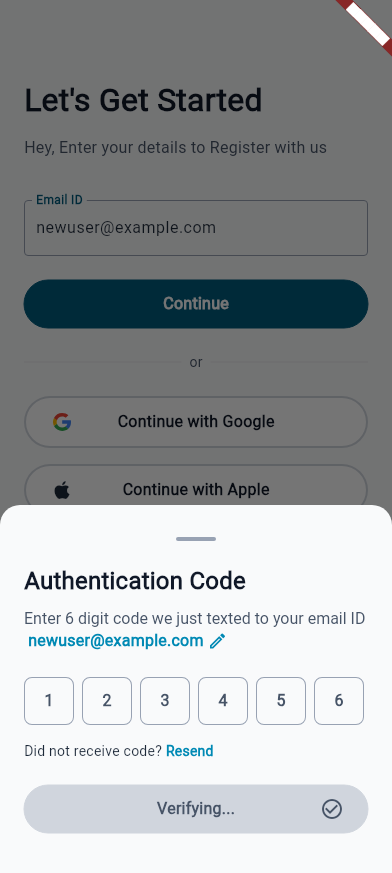 Let's Get Started
Hey, Enter your details to Register with us
Email ID
newuser@example.com
Continue
or
Continue with Google
Continue with Apple
Authentication Code
Enter 6 digit code we just texted to your email ID
newuser@example.com
1 2 3 4 5 6
Did not receive code? Resend
Verifying...